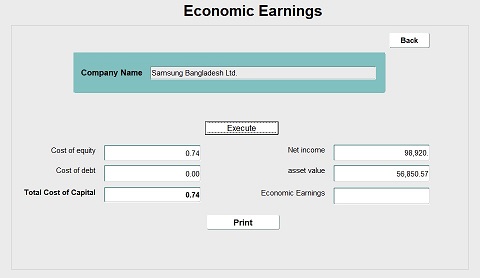 Economic Earnings
Back
Company Name Samsung Bangladesh Ltd.
Execute
Cost of equity 0.74 Net income 98,920.
Cost of debt 0.00 asset value 56,850.57
Total Cost of Capital 0.74 Economic Earnings
Print